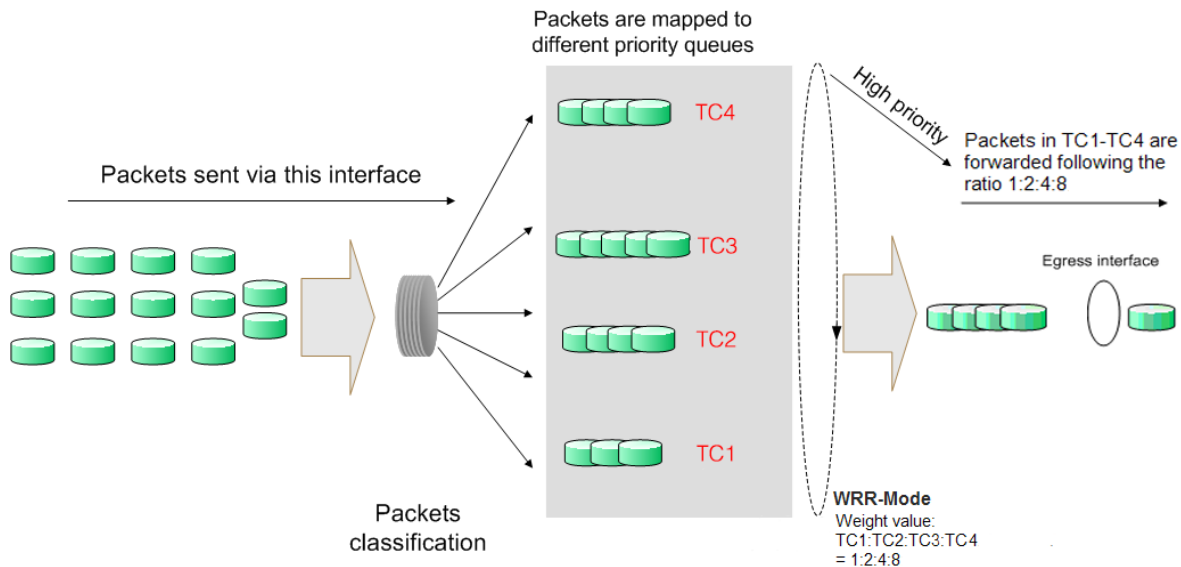 Packets are mapped to
different priority queues
Packets sent via this interface
TC4
TC3
TC2
TC1
High priority
Packets in TC1-TC4 are
forwarded following the
ratio 1:2:4:8
Egress interface
Packets
classification
WRR-Mode
Weight value:
TC1:TC2:TC3:TC4
= 1:2:4:8